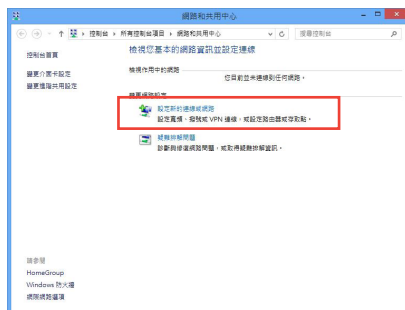 網路和共用中心
控制台 ▸ 所有控制台項目 ▸ 網路和共用中心
搜尋控制台
控制台首頁
變更介面卡設定
變更進階共用設定
檢視您基本的網路資訊並設定連線
檢視作用中的網路
您目前並未連線到任何網路。
變更網路設定
設定新的連線或網路
設定寬頻、撥號或 VPN 連線，或設定路由器或存取點。
疑難排解問題
診斷與修復網路問題，或取得疑難排解資訊。
請參閱
HomeGroup
Windows 防火牆
網際網路選項